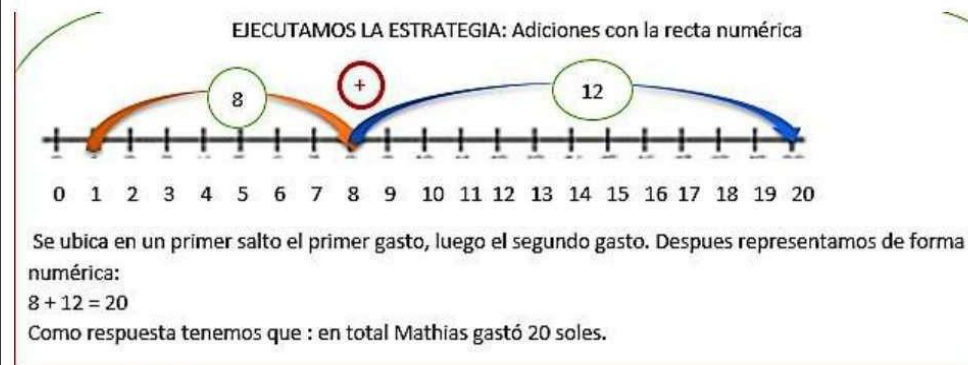 EJECUTAMOS LA ESTRATEGIA: Adiciones con la recta numérica
8 + 12
0 1 2 3 4 5 6 7 8 9 10 11 12 13 14 15 16 17 18 19 20
Se ubica en un primer salto el primer gasto, luego el segundo gasto. Despues representamos de forma
numérica:
8 + 12 = 20
Como respuesta tenemos que : en total Mathias gastó 20 soles.